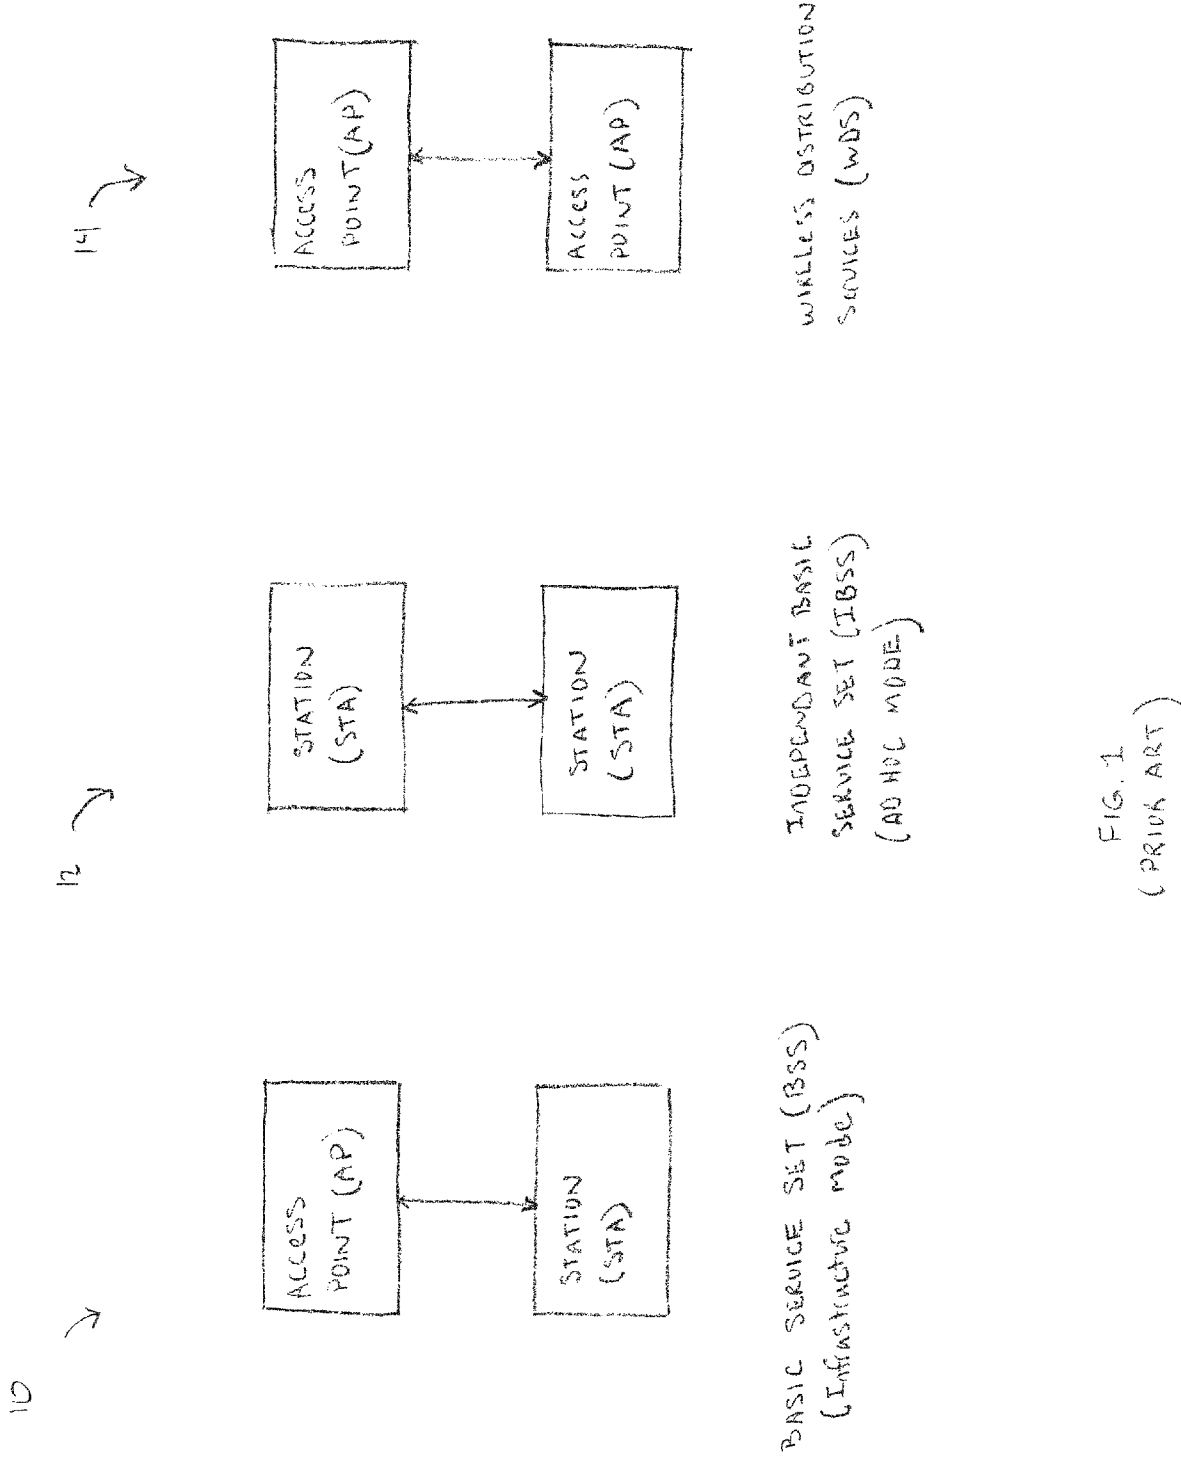 10
ACCESS
POINT (AP)
STATION
(STA)
BASIC SERVICE SET (BSS)
(Infrastructure mode)
12
STATION
(STA)
STATION
(STA)
INDEPENDANT BASIC
SERVICE SET (IBSS)
(AD HOC MODE)
14
ACCESS
POINT (AP)
ACCESS
POINT (AP)
WIRELESS DISTRIBUTION
SERVICES (WDS)
FIG. 1
(PRIOR ART)